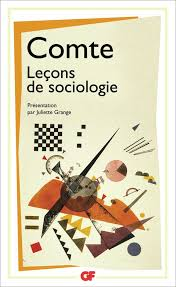 Comte
Leçons
de sociologie
Présentation
par Juliette Grange
GF